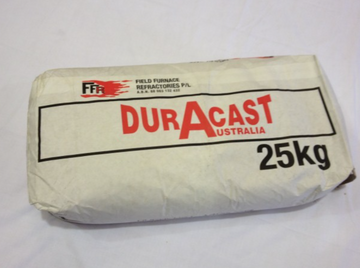 FFR
FIELD FURNACE
REFRACTORIES P/L
DURACAST
AUSTRALIA
25kg